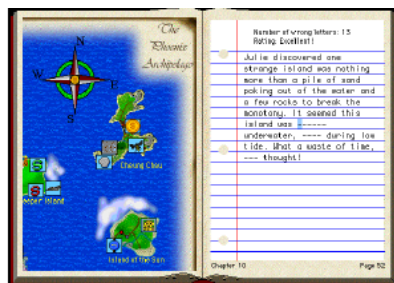 The
Phoenix
Archipelago
N
W
E
S
Cheung Chau
eeper Island
Island of the Sun
Number of wrong letters: 13
Rating: Excellent!
Julie discovered one
strange island was nothing
more than a pile of sand
poking out of the water and
a few rocks to break the
monotony. It seemed this
island was ------
underwater, ---- during low
tide. What a waste of time,
--- thought!
Chapter 10
Page 52